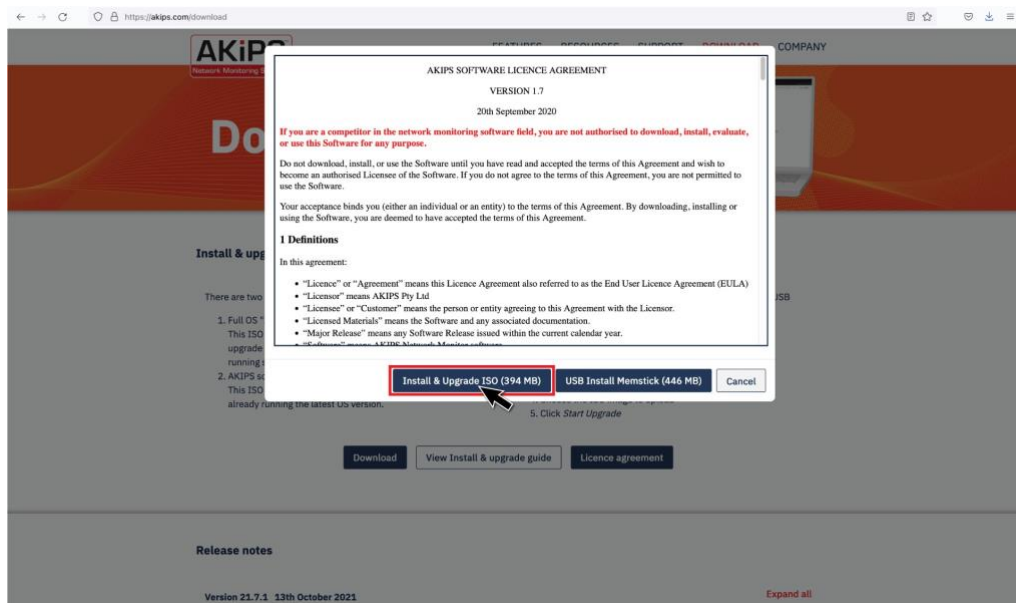 https://akips.com/download
AKiPS
Network Monitoring S
FEATURES RESOURCES SUPPORT DOWNLOAD COMPANY
Do
AKIPS SOFTWARE LICENCE AGREEMENT
VERSION 1.7
20th September 2020
If you are a competitor in the network monitoring software field, you are not authorised to download, install, evaluate,
or use this Software for any purpose.
Do not download, install, or use the Software until you have read and accepted the terms of this Agreement and wish to
become an authorised Licensee of the Software. If you do not agree to the terms of this Agreement, you are not permitted to
use the Software.
Your acceptance binds you (either an individual or an entity) to the terms of this Agreement. By downloading, installing or
using the Software, you are deemed to have accepted the terms of this Agreement.
1 Definitions
In this agreement:
• “Licence” or “Agreement” means this Licence Agreement also referred to as the End User Licence Agreement (EULA)
• “Licensor” means AKIPS Pty Ltd
• “Licensee” or “Customer” means the person or entity agreeing to this Agreement with the Licensor.
• “Licensed Materials” means the Software and any associated documentation.
• “Major Release” means any Software Release issued within the current calendar year.
• “Software” means AKIPS Network Monitor software
Install & Upgrade ISO (394 MB) USB Install Memstick (446 MB) Cancel
Install & upg
There are two
1. Full OS
This ISO
upgrade
running
2. AKIPS so
This ISO
already running the latest OS version.
USB
5. Click Start Upgrade
Download View Install & upgrade guide Licence agreement
Release notes
Version 21.7.1 13th October 2021
Expand all